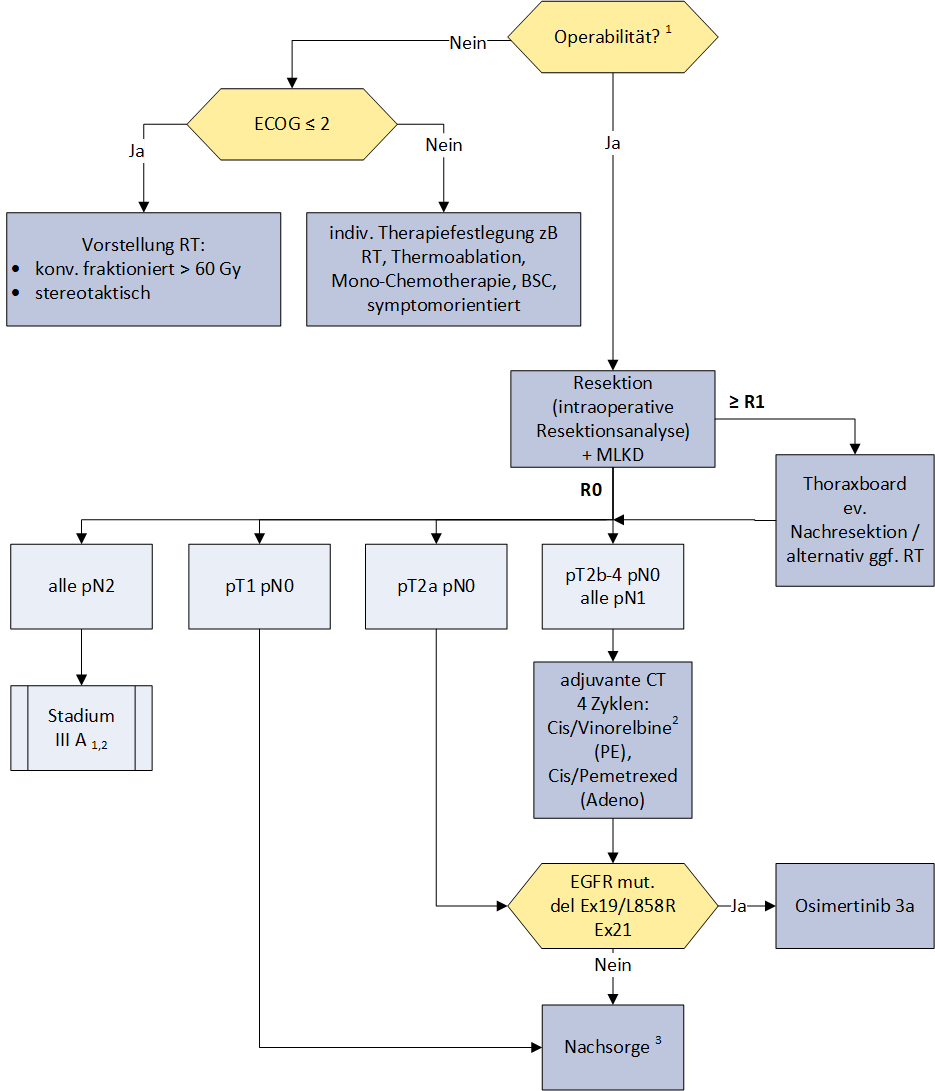 Operabilität? 1
Nein
ECOG ≤ 2
Ja
Nein
Ja
Vorstellung RT:
• konv. fraktioniert > 60 Gy
• stereotaktisch
indiv. Therapiefestlegung zB
RT, Thermoablation,
Mono-Chemotherapie, BSC,
symptomorientiert
Resektion
(intraoperative
Resektionsanalyse)
+ MLKD
≥ R1
R0
Thoraxboard
ev.
Nachresektion /
alternativ ggf. RT
alle pN2
pT1 pN0
pT2a pN0
pT2b-4 pN0
alle pN1
Stadium
III A 1,2
adjuvante CT
4 Zyklen:
Cis/Vinorelbine2
(PE),
Cis/Pemetrexed
(Adeno)
EGFR mut.
del Ex19/L858R
Ex21
Ja
Osimertinib 3a
Nein
Nachsorge 3